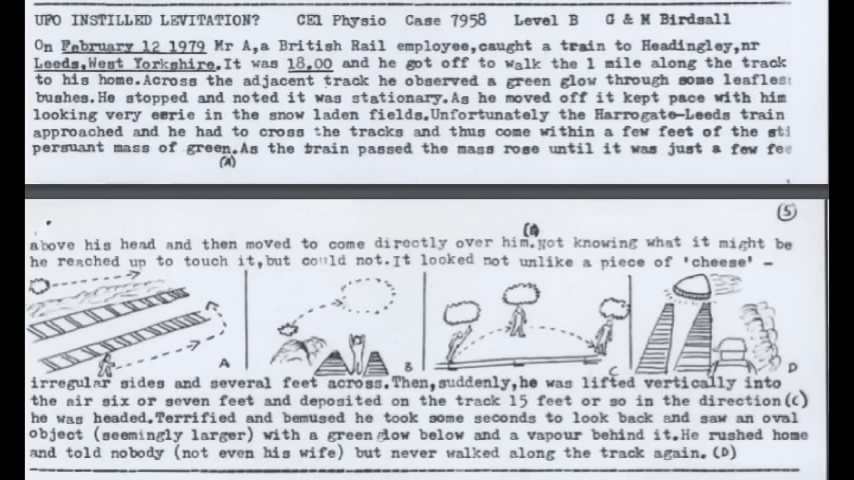 UFO INSTILLED LEVITATION? CE1 Physio Case 7958 Level B G & M Birdsall
On February 12 1979 Mr A,a British Rail employee,caught a train to Headingley,nr
Leeds,West Yorkshire.It was 18.00 and he got off to walk the 1 mile along the track
to his home.Across the adjacent track he observed a green glow through some leafles
bushes.He stopped and noted it was stationary.As he moved off it kept pace with him
looking very eerie in the snow laden fields.Unfortunately the Harrogate-Leeds train
approached and he had to cross the tracks and thus come within a few feet of the sti
persuant mass of green.As the train passed the mass rose until it was just a few fee
(A)
(5)
(B)
above his head and then moved to come directly over him.Not knowing what it might be
he reached up to touch it,but could not.It looked not unlike a piece of 'cheese' -
A B C D
irregular sides and several feet across.Then,suddenly,he was lifted vertically into
the air six or seven feet and deposited on the track 15 feet or so in the direction(C)
he was headed.Terrified and bemused he took some seconds to look back and saw an oval
object (seemingly larger) with a green glow below and a vapour behind it.He rushed home
and told nobody (not even his wife) but never walked along the track again.(D)